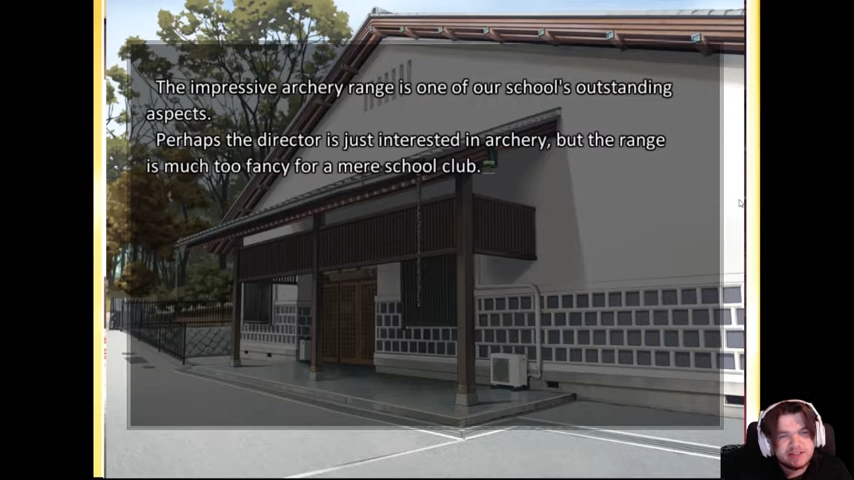 The impressive archery range is one of our school's outstanding
aspects.
Perhaps the director is just interested in archery, but the range
is much too fancy for a mere school club.